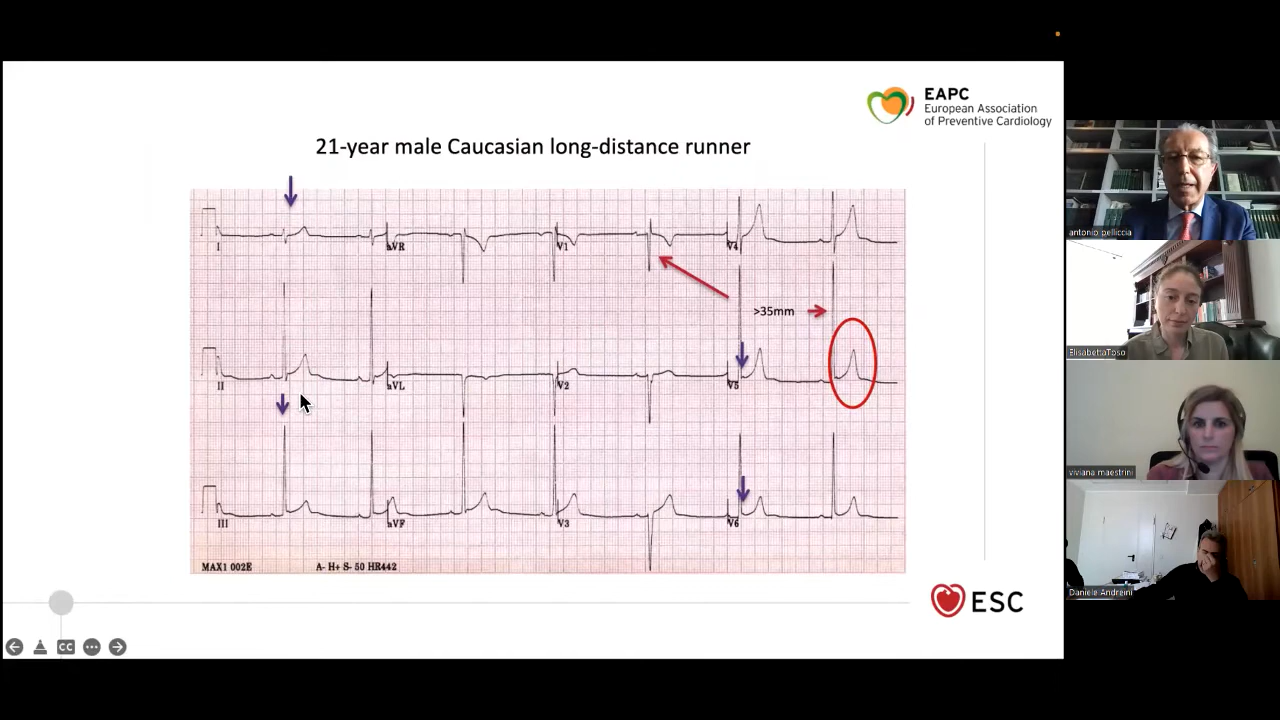 EAPC
European Association
of Preventive Cardiology
21-year male Caucasian long-distance runner
I
aVR
V1
V4
>35mm
II
aVL
V2
V5
III
aVF
V3
V6
MAX1 002E
A- H+ S- 50 HR442
ESC
CC
antonio pelliccia
ElisabettaToso
viviana maestrini
Daniele Andreini